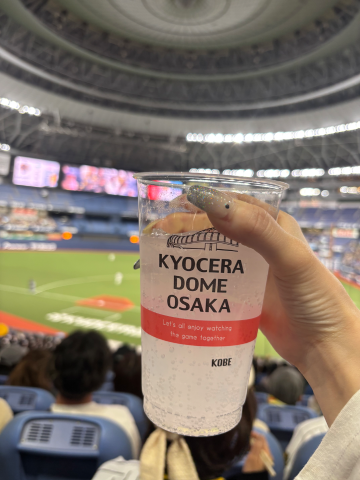 KYOCERA
DOME
OSAKA
Let's all enjoy watching
the game together
KOBE